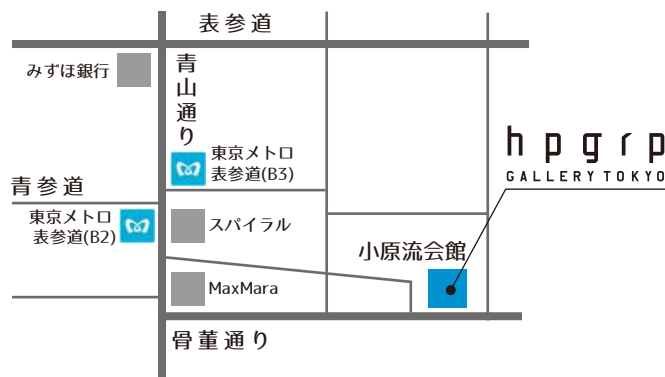 表参道
みずほ銀行
青山通り
東京メトロ
表参道(B3)
hpgrp
GALLERY TOKYO
青参道
東京メトロ
表参道(B2)
スパイラル
小原流会館
MaxMara
骨董通り